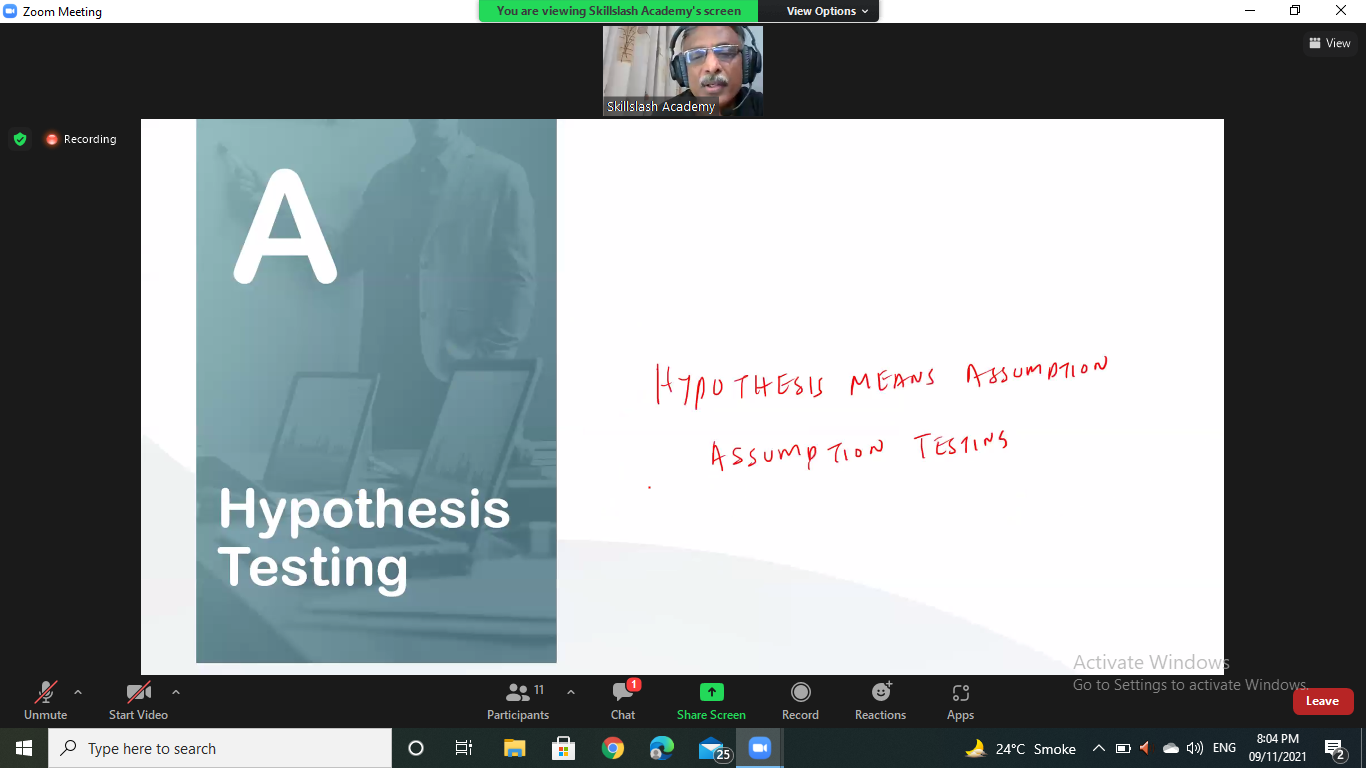 Zoom Meeting
You are viewing Skillslash Academy's screen
View Options
View
Skillslash Academy
Recording
A
Hypothesis
Testing
HYPOTHESIS MEANS ASSUMPTION
ASSUMPTION TESTING
Activate Windows
Go to Settings to activate Windows.
Unmute
Start Video
Participants
11
Chat
1
Share Screen
Record
Reactions
Apps
Leave
Type here to search
25
24°C Smoke
ENG
8:04 PM
09/11/2021
2